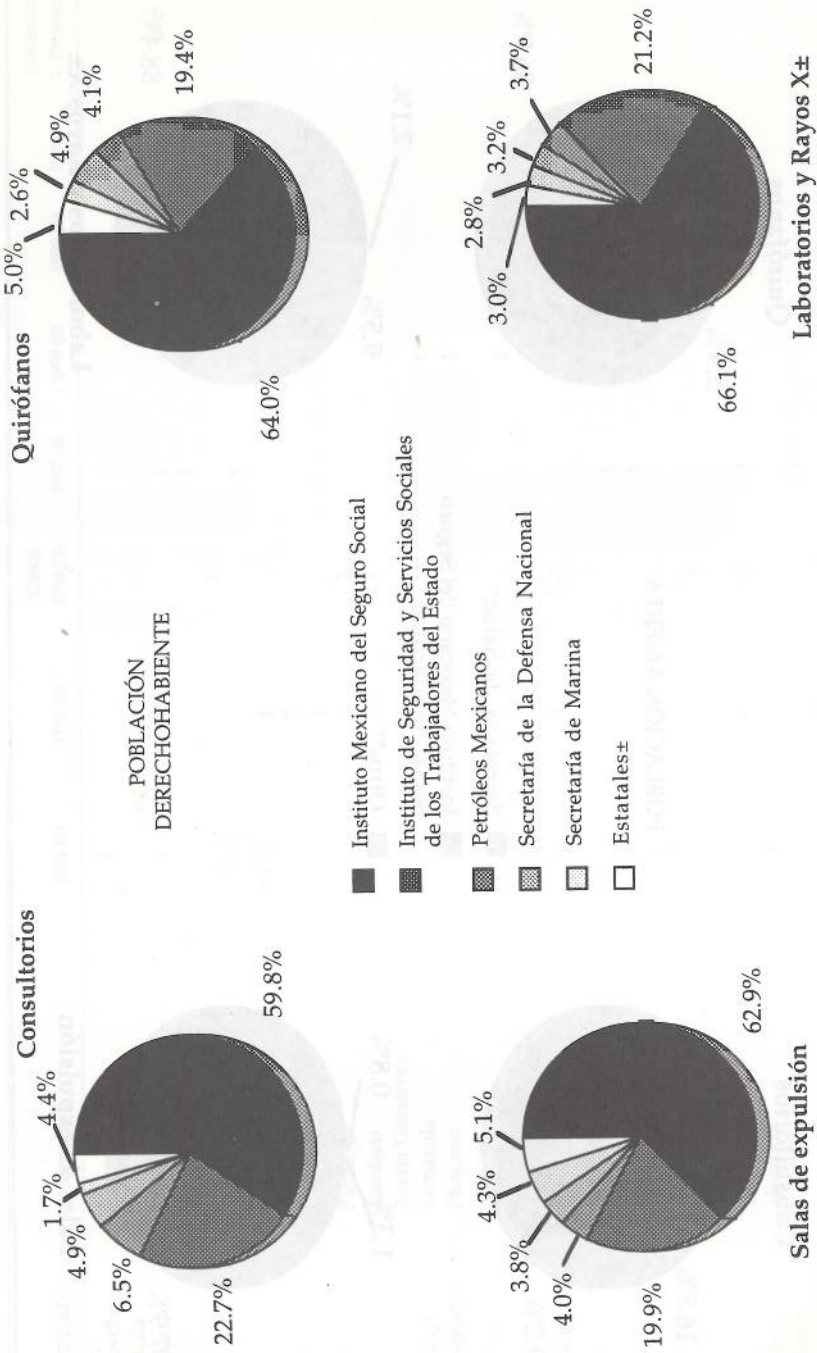 Consultorios
4.4%
1.7%
4.9%
6.5%
22.7%
59.8%
Quirófanos
5.0%
2.6%
4.9%
4.1%
19.4%
64.0%
POBLACIÓN
DERECHOHABIENTE
Instituto Mexicano del Seguro Social
Instituto de Seguridad y Servicios Sociales
de los Trabajadores del Estado
Petróleos Mexicanos
Secretaría de la Defensa Nacional
Secretaría de Marina
Estatales±
5.1%
4.3%
3.8%
4.0%
19.9%
62.9%
Salas de expulsión
3.0%
2.8%
3.2%
3.7%
21.2%
66.1%
Laboratorios y Rayos X±